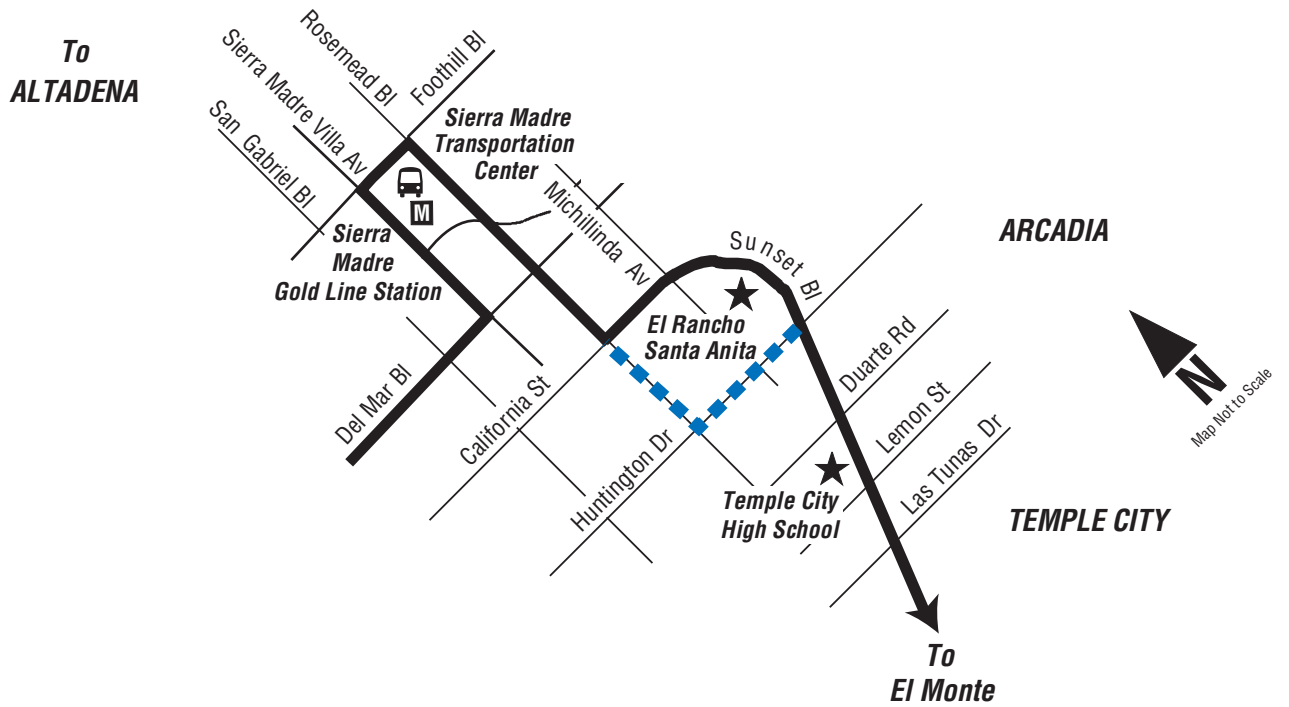 To
ALTADENA
Rosemead Bl
Foothill Bl
Sierra Madre Villa Av
San Gabriel Bl
Sierra Madre
Transportation
Center
M
Sierra
Madre
Gold Line Station
Michillinda Av
Sunset Bl
ARCADIA
El Rancho
Santa Anita
Del Mar Bl
California St
Huntington Dr
Duarte Rd
Lemon St
Las Tunas Dr
N
Map Not to Scale
Temple City
High School
TEMPLE CITY
To
El Monte